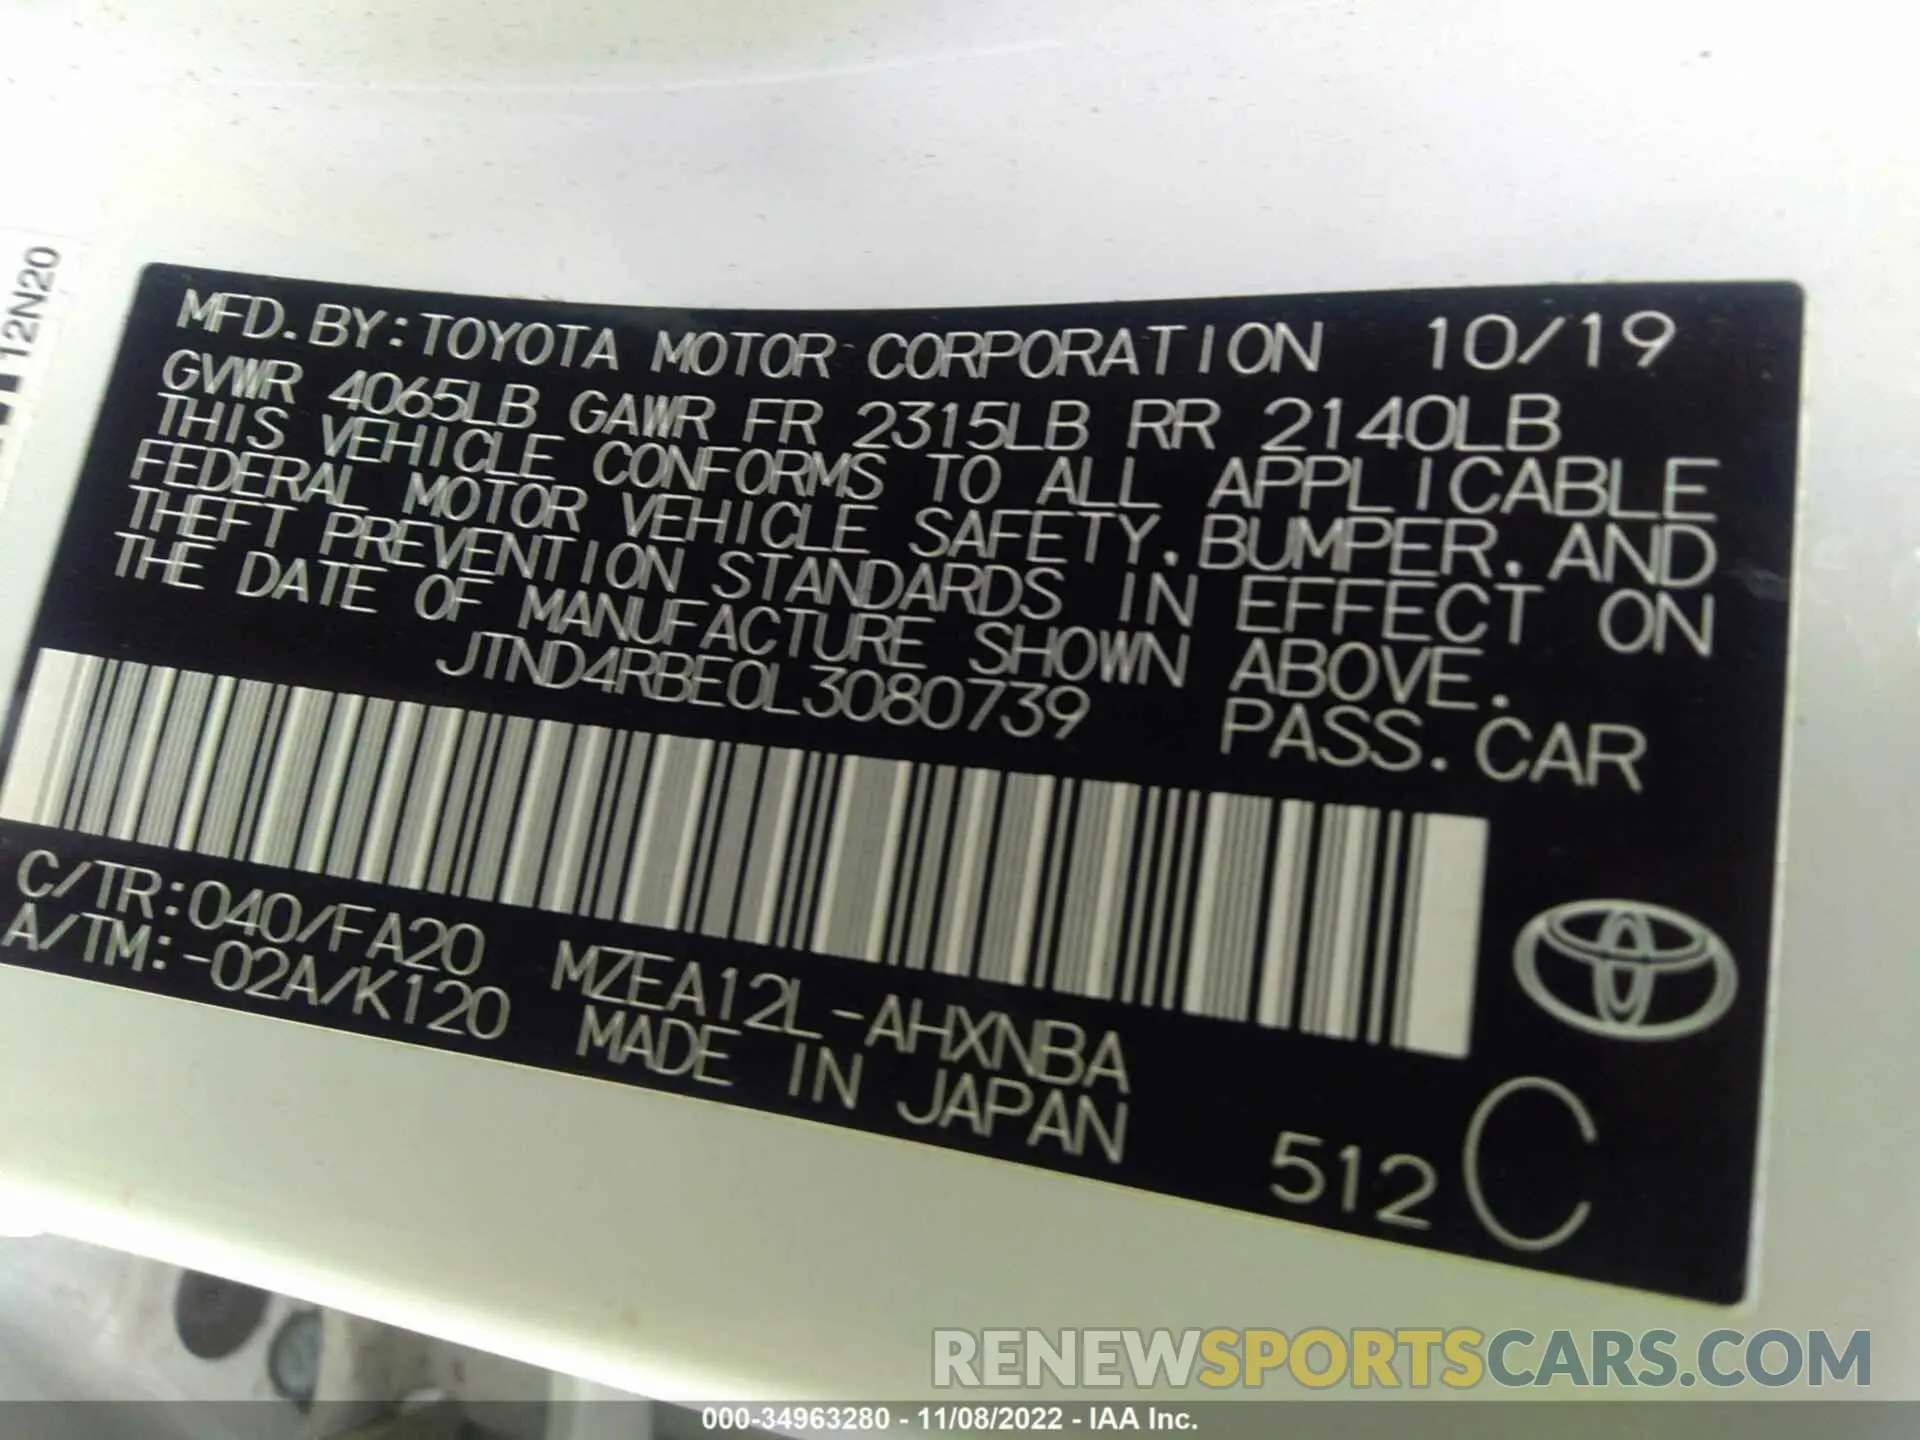 12N20
MFD.BY:TOYOTA MOTOR CORPORATION 10/19
GVWR 4065LB GAWR FR 2315LB RR 2140LB
THIS VEHICLE CONFORMS TO ALL APPLICABLE
FEDERAL MOTOR VEHICLE SAFETY,BUMPER,AND
THEFT PREVENTION STANDARDS IN EFFECT ON
THE DATE OF MANUFACTURE SHOWN ABOVE.
JTND4RBE0L3080739 PASS.CAR
C/TR:040/FA20 MZEA12L-AHXNBA
A/TM:-02A/K120 MADE IN JAPAN
512 C
RENEWSPORTSCARS.COM
000-34963280 - 11/08/2022 - IAA Inc.